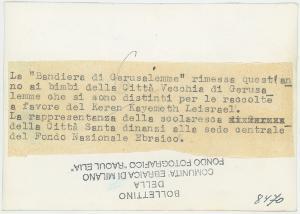 La "Bandiera di Gerusalemme" rimessa quest'an
no ai bimbi della Città Vecchia di Gerusa
lemme che si sono distinti per le raccolte
a favore del Keren Kayemeth Leisrael.
La rappresentanza della scolaresca
della Città Santa dinanzi alla sede centrale
del Fondo Nazionale Ebraico.
BOLLETTINO
DELLA
COMUNITÀ EBRAICA DI MILANO
FONDO FOTOGRAFICO "RAOUL ELIA"
8470